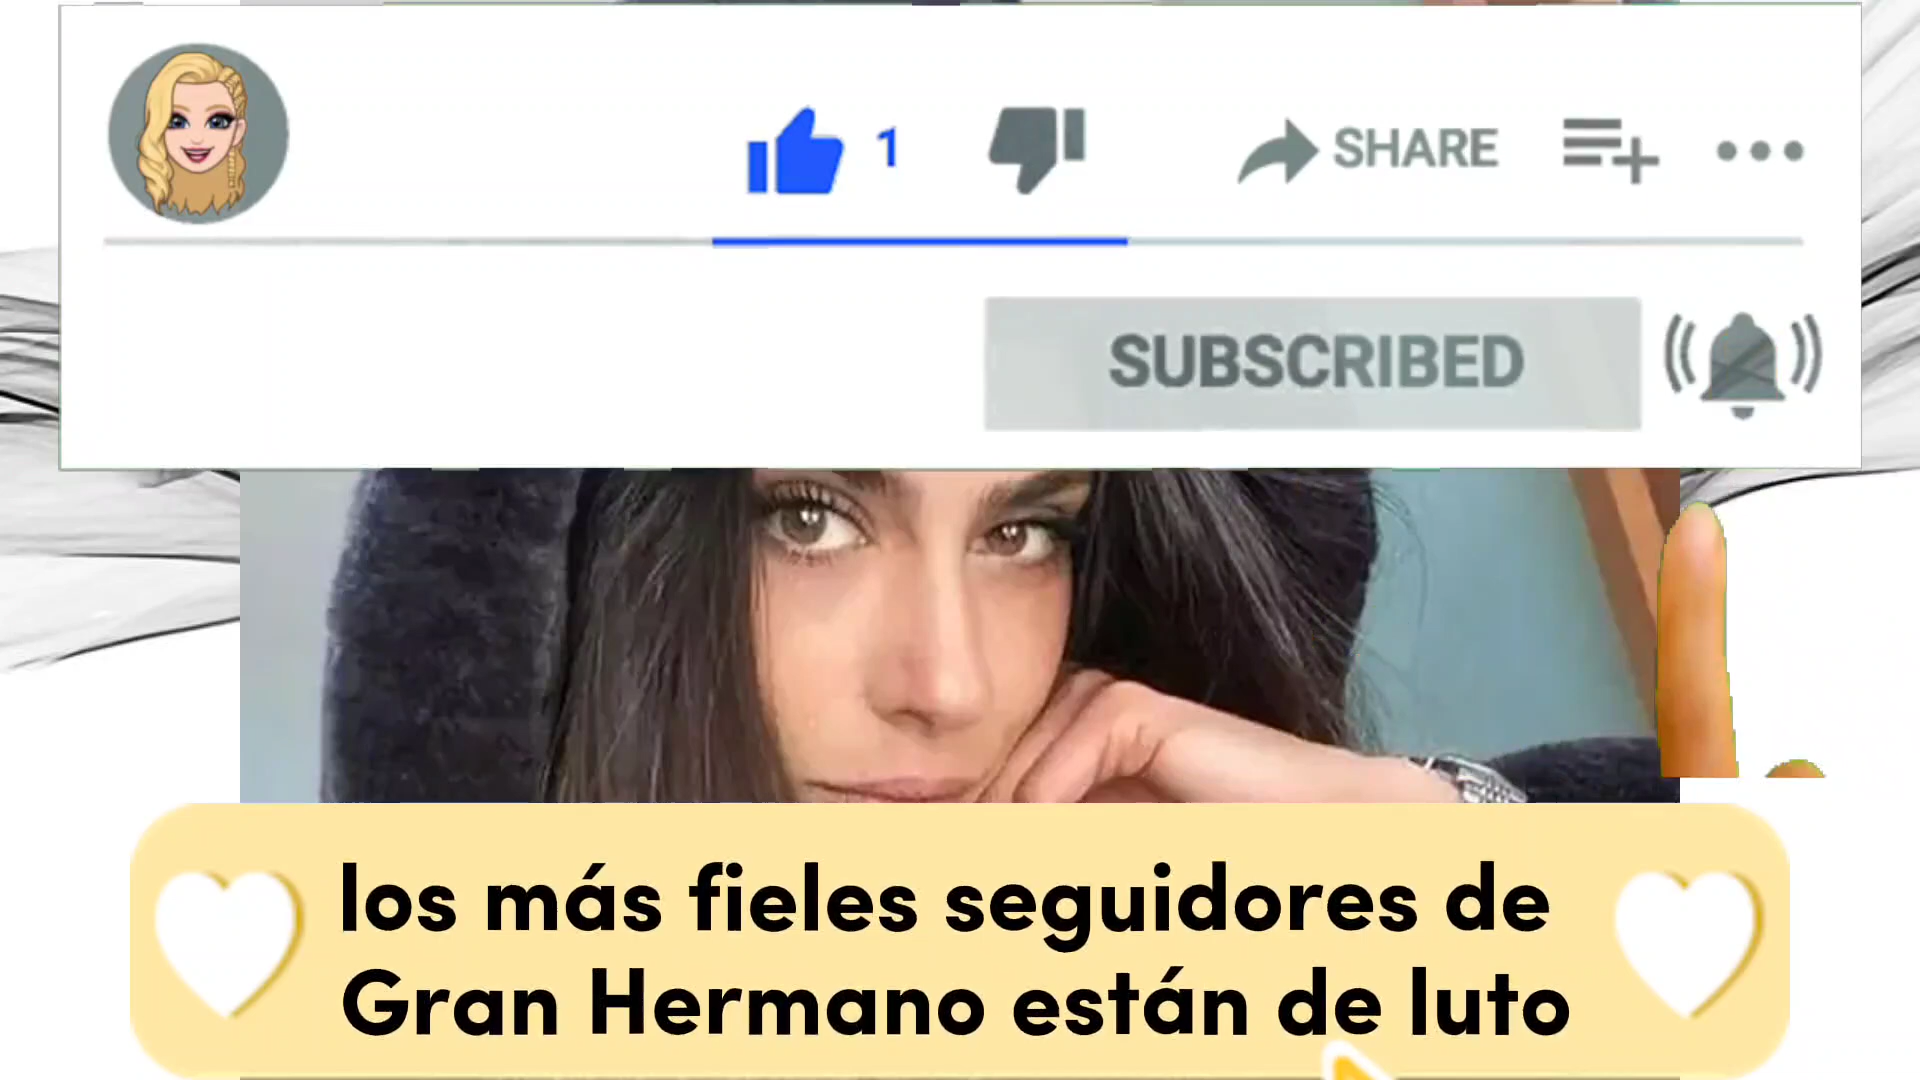 1
SHARE
SUBSCRIBED
los más fieles seguidores de
Gran Hermano están de luto